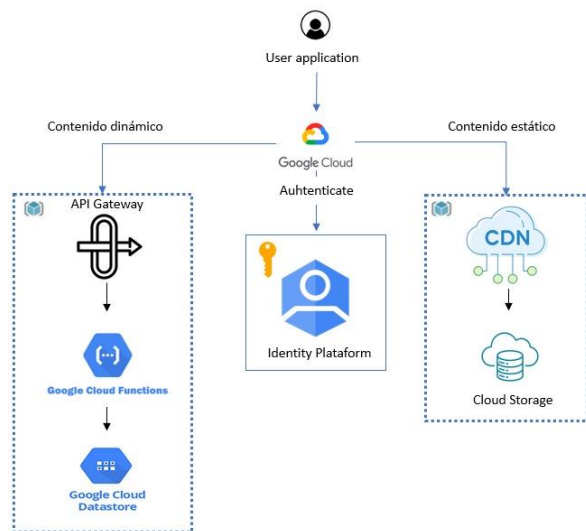 User application
Contenido dinámico
Contenido estático
Google Cloud
Auhtenticate
API Gateway
CDN
Identity Plataform
Google Cloud Functions
Cloud Storage
Google Cloud
Datastore